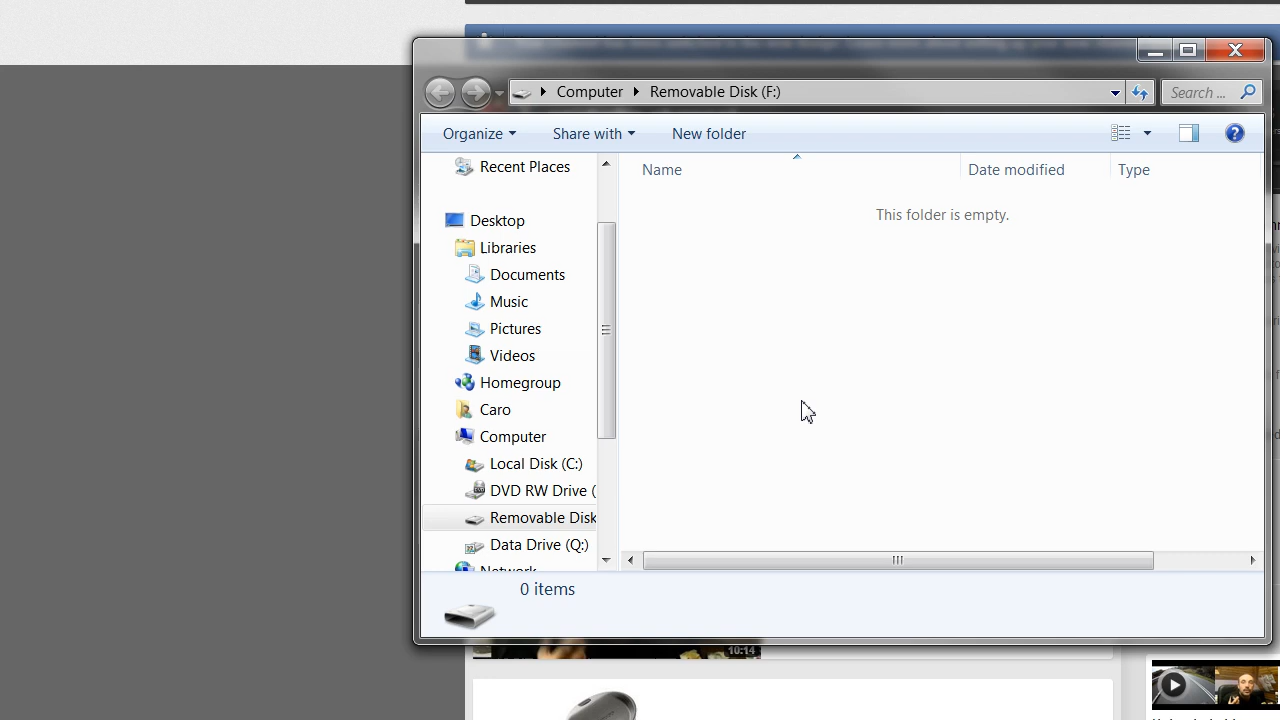 Computer Removable Disk (F:)
Search ...
Organize Share with New folder
Recent Places
Desktop
Libraries
Documents
Music
Pictures
Videos
Homegroup
Caro
Computer
Local Disk (C:)
DVD RW Drive (
Removable Disk
Data Drive (Q:)
Network
Name Date modified Type
This folder is empty.
0 items
10:14